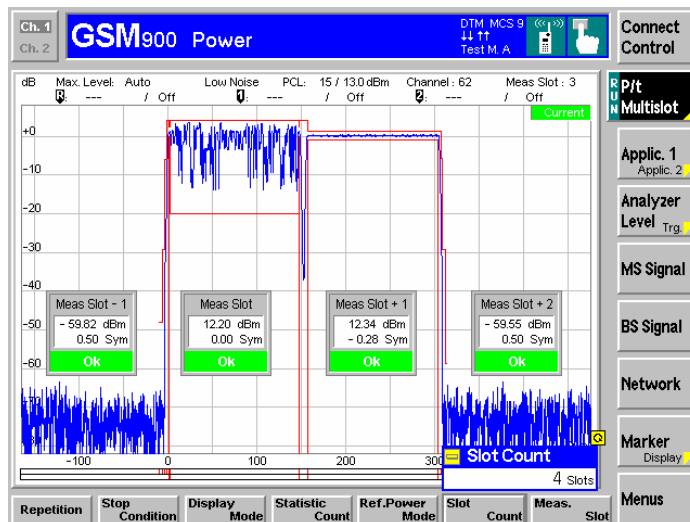 Ch. 1
Ch. 2
GSM900 Power
DTM MCS 9
↓↓ ↑↑
Test M. A
Connect
Control
dB Max. Level: Auto Low Noise PCL: 15 / 13.0 dBm Channel : 62 Meas Slot : 3
R: --- / Off 1: --- / Off 2: --- / Off
Current
RUN
P/t
Multislot
+0
-10
-20
-30
-40
-50
-60
-70
Applic. 1
Applic. 2
Analyzer
Level Trg.
MS Signal
BS Signal
Network
Marker
Display
Menus
Meas Slot - 1
- 59.82 dBm
0.50 Sym
Ok
Meas Slot
12.20 dBm
0.00 Sym
Ok
Meas Slot + 1
12.34 dBm
- 0.28 Sym
Ok
Meas Slot + 2
- 59.55 dBm
0.50 Sym
Ok
-100 0 100 200
Q
Slot Count
4 Slots
Repetition
Stop
Condition
Display
Mode
Statistic
Count
Ref.Power
Mode
Slot
Count
Meas.
Slot